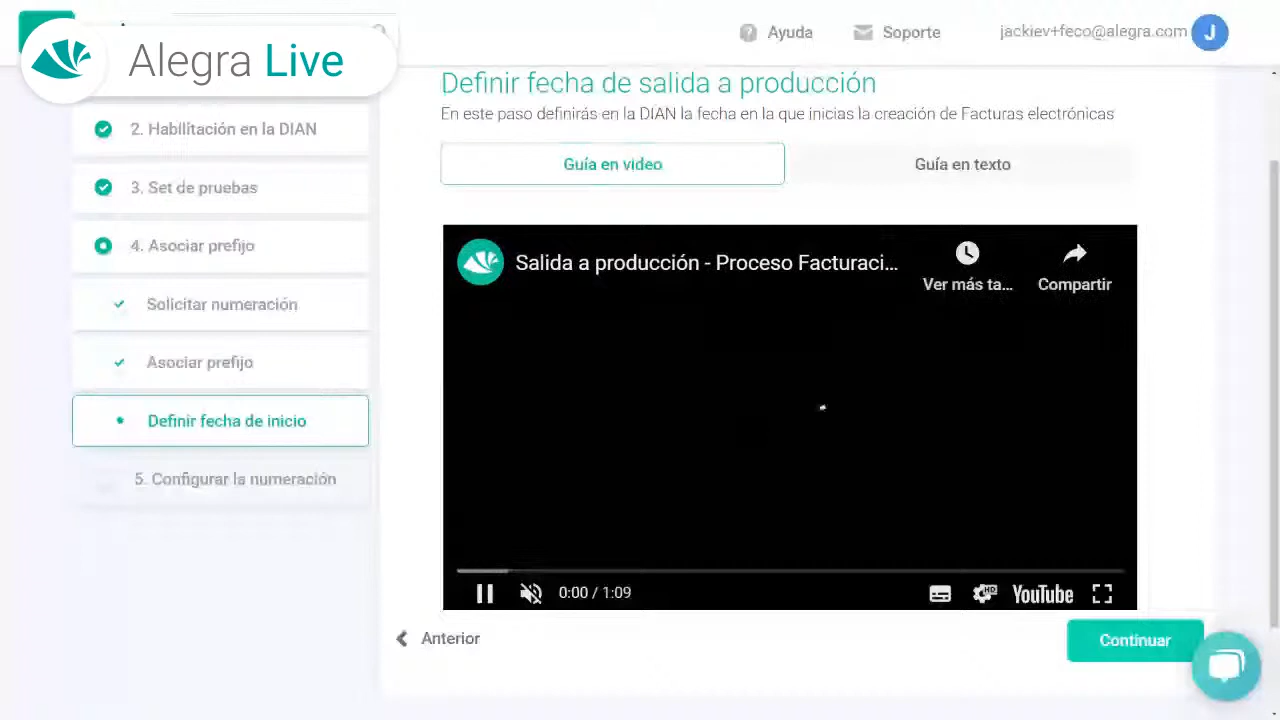 Alegra Live
Ayuda
Soporte
jackiev+feco@alegra.com
J
2. Habilitación en la DIAN
3. Set de pruebas
4. Asociar prefijo
Solicitar numeración
Asociar prefijo
Definir fecha de inicio
5. Configurar la numeración
Definir fecha de salida a producción
En este paso definirás en la DIAN la fecha en la que inicias la creación de Facturas electrónicas
Guía en video
Guía en texto
Salida a producción - Proceso Facturaci...
Ver más ta...
Compartir
0:00 / 1:09
HD
YouTube
Anterior
Continuar